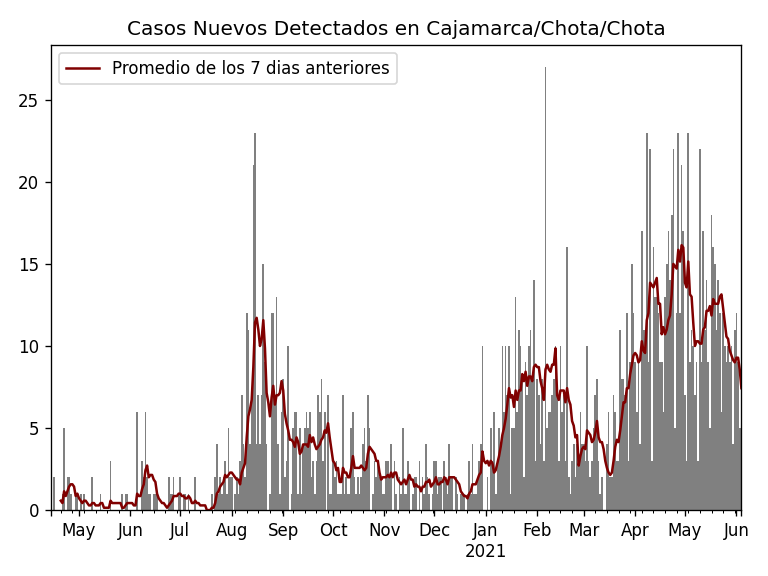 Casos Nuevos Detectados en Cajamarca/Chota/Chota
Promedio de los 7 dias anteriores
25
20
15
10
5
0
May Jun Jul Aug Sep Oct Nov Dec Jan Feb Mar Apr May Jun
2021